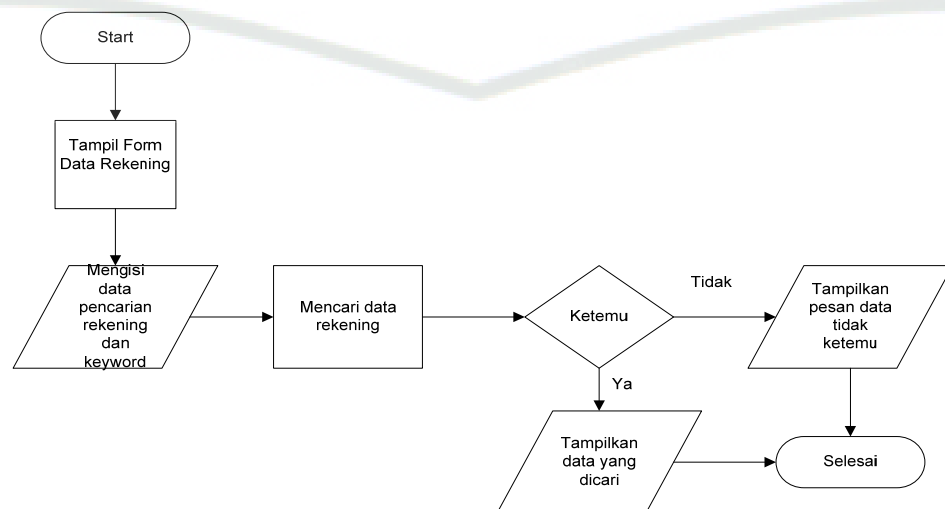 Start
Tampil Form
Data Rekening
Mengisi
data
pencarian
rekening
dan
keyword
Mencari data
rekening
Ketemu
Tidak
Tampilkan
pesan data
tidak
ketemu
Ya
Tampilkan
data yang
dicari
Selesai